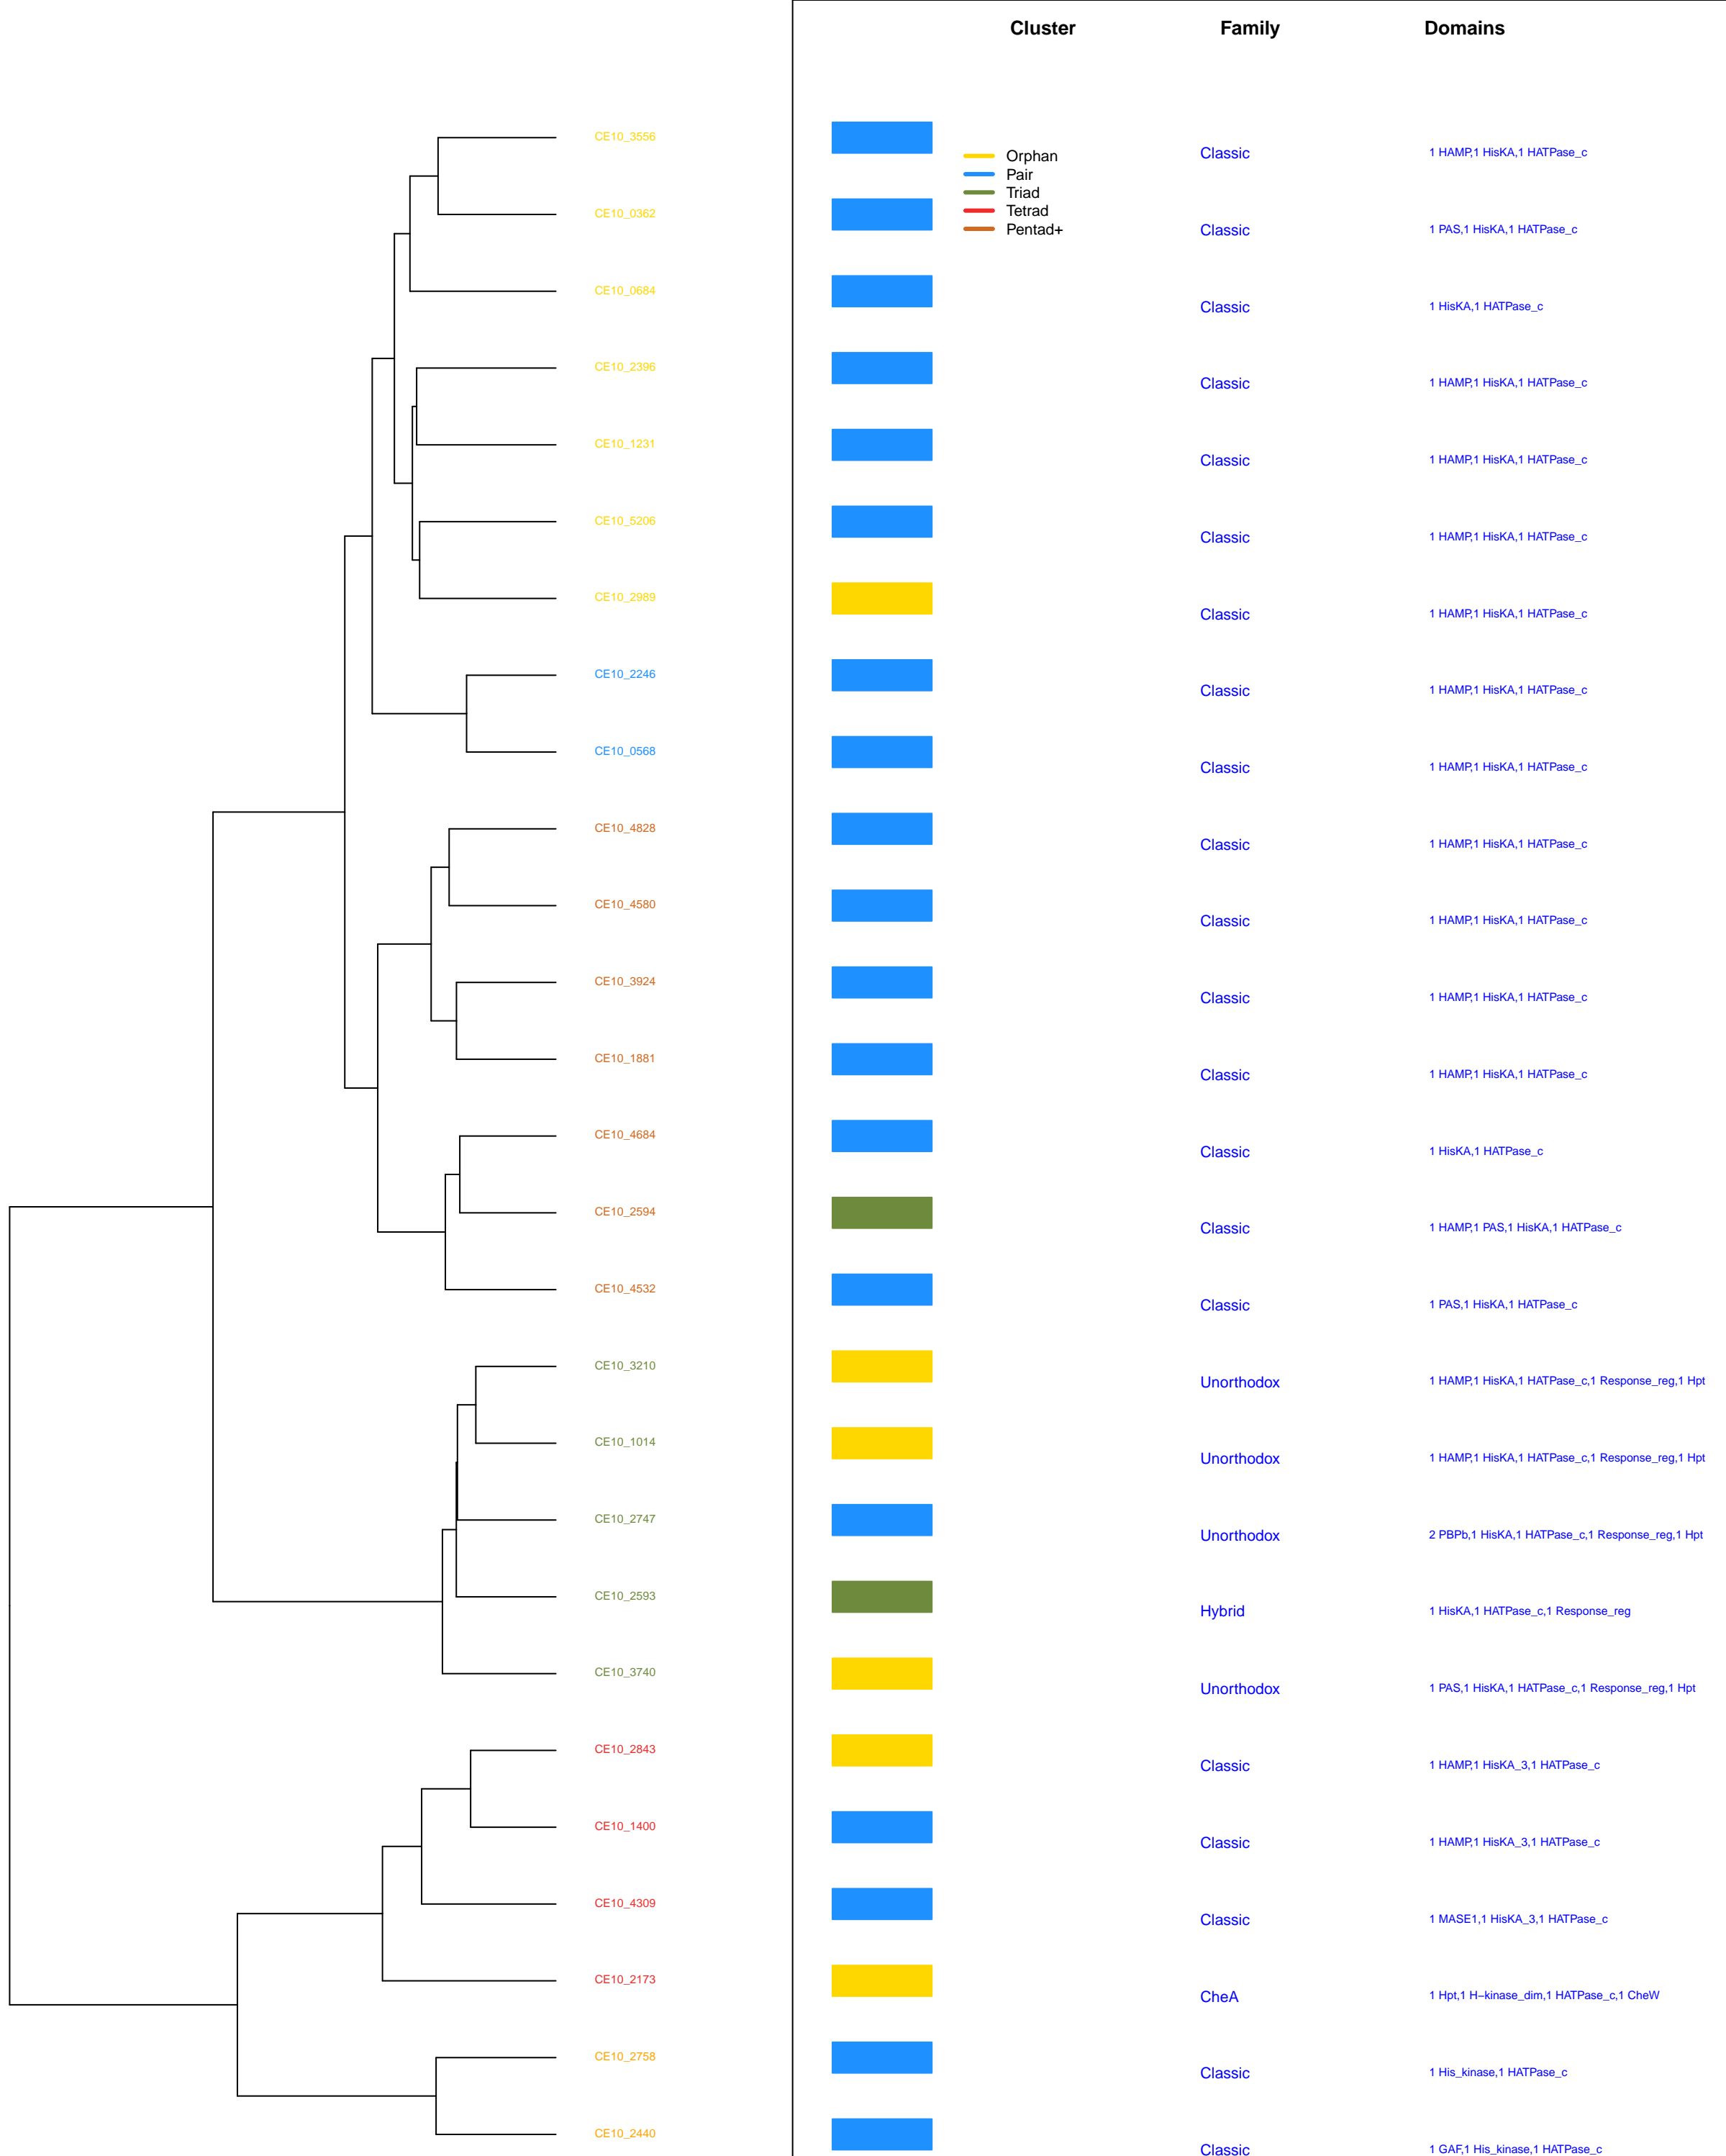 Cluster Family Domains
CE10_3556 Classic 1 HAMP,1 HisKA,1 HATPase_c
Orphan
Pair
Triad
Tetrad
Pentad+
CE10_0362 Classic 1 PAS,1 HisKA,1 HATPase_c
CE10_0684 Classic 1 HisKA,1 HATPase_c
CE10_2396 Classic 1 HAMP,1 HisKA,1 HATPase_c
CE10_1231 Classic 1 HAMP,1 HisKA,1 HATPase_c
CE10_5206 Classic 1 HAMP,1 HisKA,1 HATPase_c
CE10_2989 Classic 1 HAMP,1 HisKA,1 HATPase_c
CE10_2246 Classic 1 HAMP,1 HisKA,1 HATPase_c
CE10_0568 Classic 1 HAMP,1 HisKA,1 HATPase_c
CE10_4828 Classic 1 HAMP,1 HisKA,1 HATPase_c
CE10_4580 Classic 1 HAMP,1 HisKA,1 HATPase_c
CE10_3924 Classic 1 HAMP,1 HisKA,1 HATPase_c
CE10_1881 Classic 1 HAMP,1 HisKA,1 HATPase_c
CE10_4684 Classic 1 HisKA,1 HATPase_c
CE10_2594 Classic 1 HAMP,1 PAS,1 HisKA,1 HATPase_c
CE10_4532 Classic 1 PAS,1 HisKA,1 HATPase_c
CE10_3210 Unorthodox 1 HAMP,1 HisKA,1 HATPase_c,1 Response_reg,1 Hpt
CE10_1014 Unorthodox 1 HAMP,1 HisKA,1 HATPase_c,1 Response_reg,1 Hpt
CE10_2747 Unorthodox 2 PBPb,1 HisKA,1 HATPase_c,1 Response_reg,1 Hpt
CE10_2593 Hybrid 1 HisKA,1 HATPase_c,1 Response_reg
CE10_3740 Unorthodox 1 PAS,1 HisKA,1 HATPase_c,1 Response_reg,1 Hpt
CE10_2843 Classic 1 HAMP,1 HisKA_3,1 HATPase_c
CE10_1400 Classic 1 HAMP,1 HisKA_3,1 HATPase_c
CE10_4309 Classic 1 MASE1,1 HisKA_3,1 HATPase_c
CE10_2173 CheA 1 Hpt,1 H−kinase_dim,1 HATPase_c,1 CheW
CE10_2758 Classic 1 His_kinase,1 HATPase_c
CE10_2440 Classic 1 GAF,1 His_kinase,1 HATPase_c